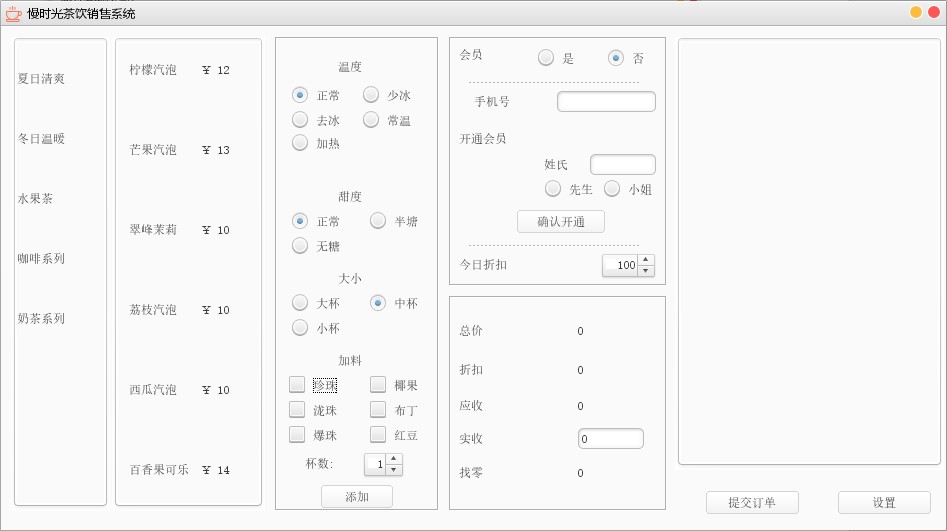 慢时光茶饮销售系统
夏日清爽
冬日温暖
水果茶
咖啡系列
奶茶系列
柠檬汽泡 ￥ 12
芒果汽泡 ￥ 13
翠峰茉莉 ￥ 10
荔枝汽泡 ￥ 10
西瓜汽泡 ￥ 10
百香果可乐 ￥ 14
温度
正常 少冰
去冰 常温
加热
甜度
正常 半塘
无糖
大小
大杯 中杯
小杯
加料
珍珠 椰果
泷珠 布丁
爆珠 红豆
杯数: 1
添加
会员 是 否
手机号
开通会员
姓氏
先生 小姐
确认开通
今日折扣 100
总价 0
折扣 0
应收 0
实收 0
找零 0
提交订单 设置